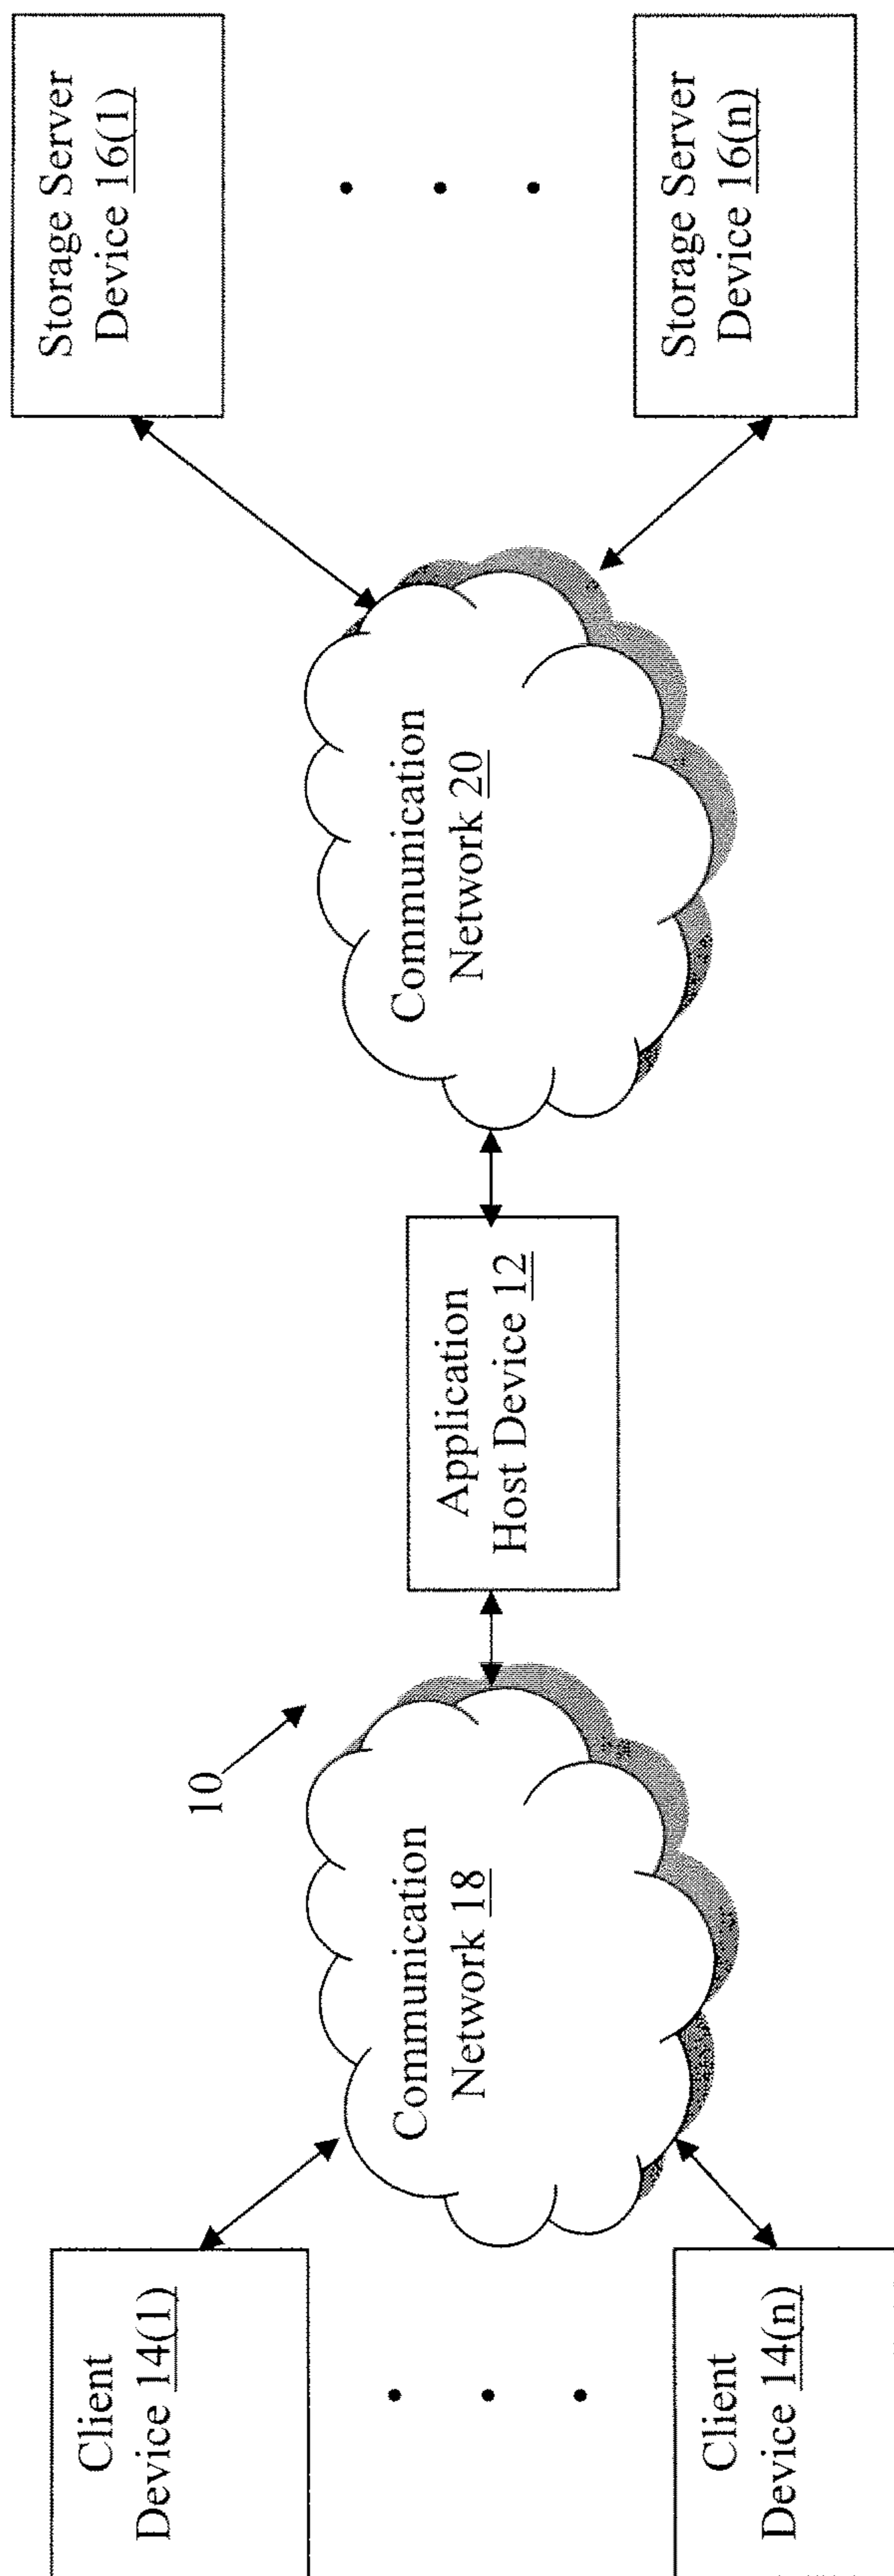 10
Client
Device 14(1)
Client
Device 14(n)
Communication
Network 18
Application
Host Device 12
Communication
Network 20
Storage Server
Device 16(1)
Storage Server
Device 16(n)